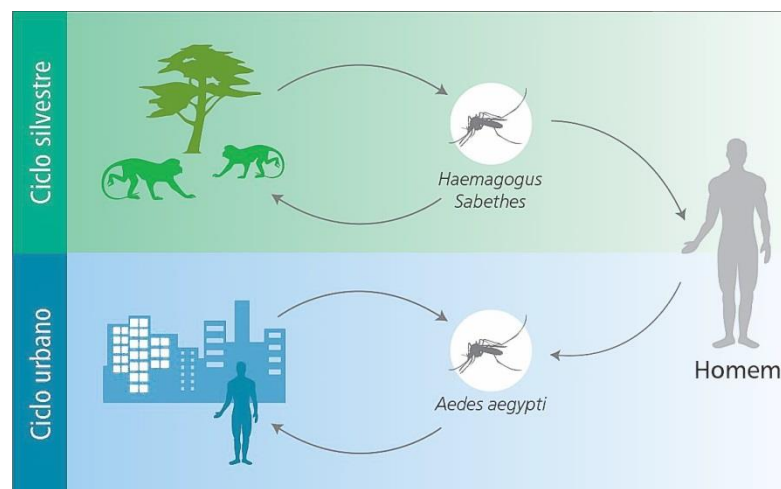 Ciclo silvestre
Haemagogus
Sabethes
Homem
Ciclo urbano
Aedes aegypti